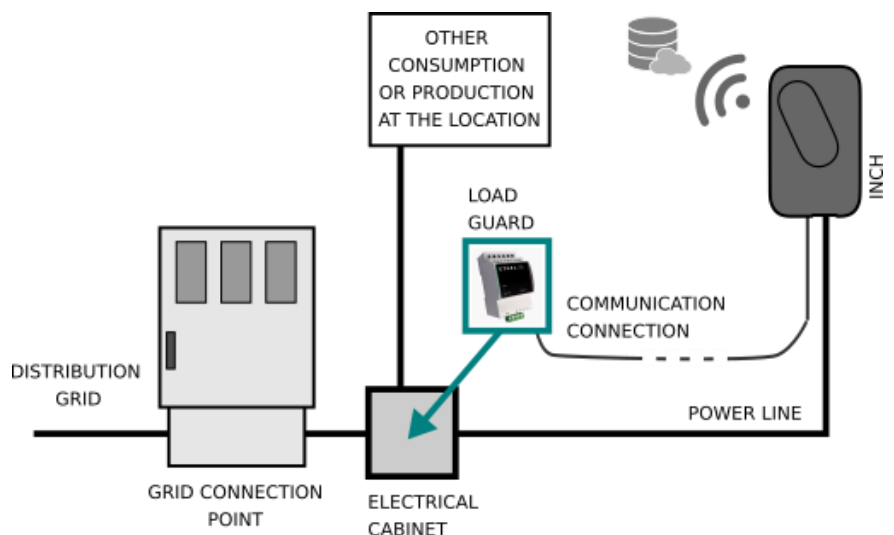 OTHER
CONSUMPTION
OR PRODUCTION
AT THE LOCATION
INCH
LOAD
GUARD
COMMUNICATION
CONNECTION
DISTRIBUTION
GRID
POWER LINE
GRID CONNECTION
POINT
ELECTRICAL
CABINET